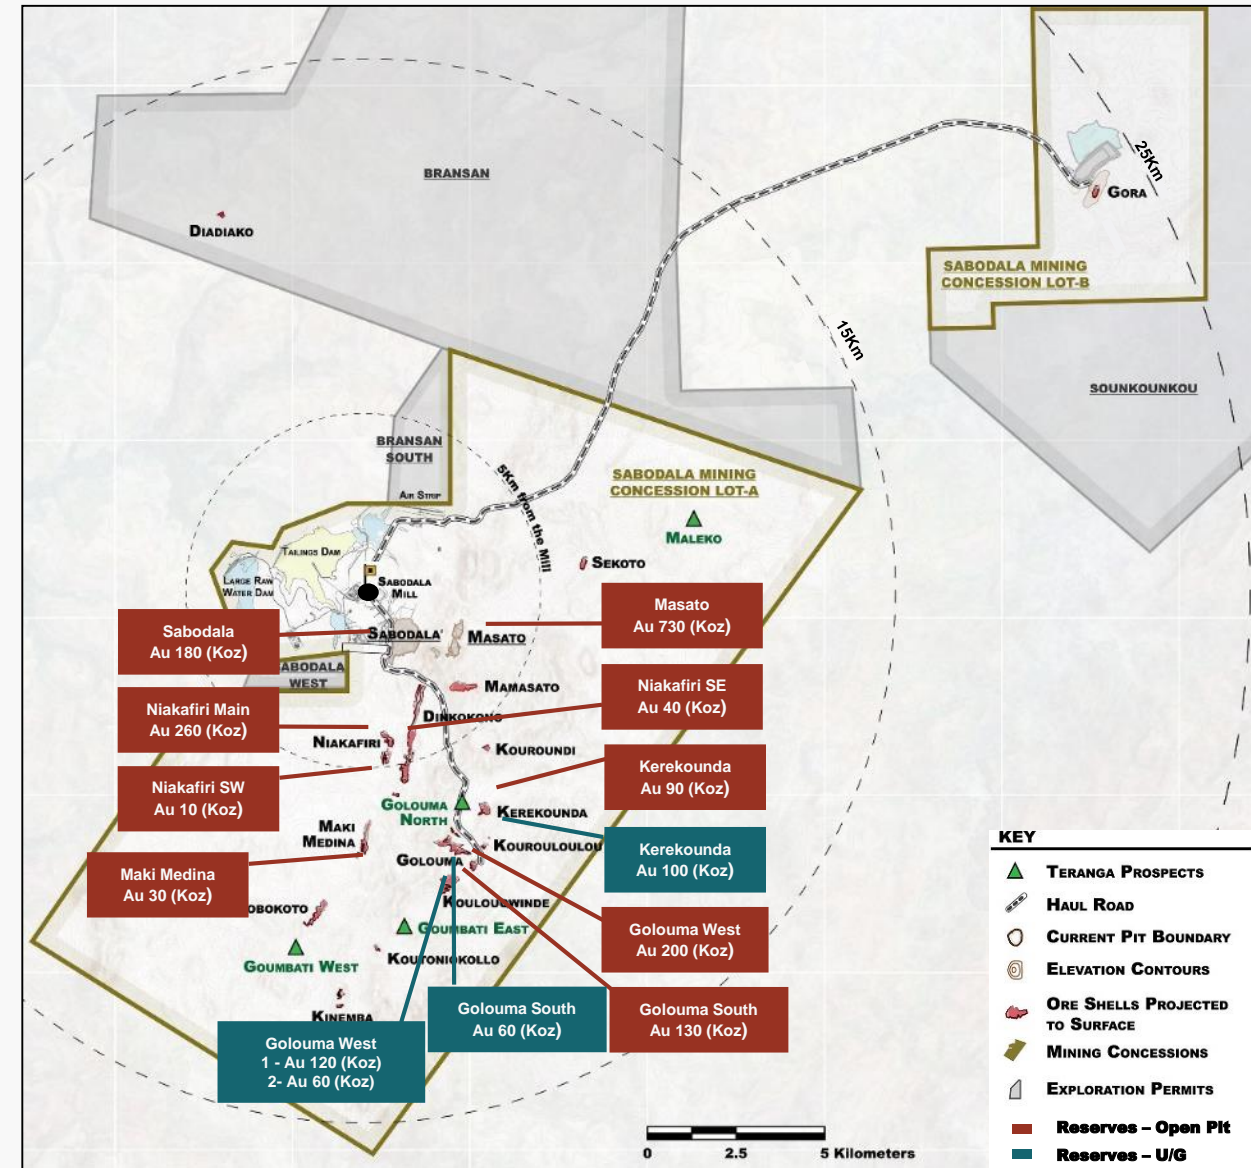 BRANSAN
DIADIAKO
25Km
GORA
SABODALA MINING
CONCESSION LOT-B
15Km
SOUNKOUNKOU
BRANSAN
SOUTH
5Km from the Mill
SABODALA MINING
CONCESSION LOT-A
AIR STRIP
MALEKO
TAILINGS DAM
SEKOTO
LARGE RAW
WATER DAM
SABODALA
MILL
Sabodala
Au 180 (Koz)
SABODALA
MASATO
Masato
Au 730 (Koz)
ABODALA
WEST
Niakafiri Main
Au 260 (Koz)
MAMASATO
DINKOKONO
Niakafiri SE
Au 40 (Koz)
NIAKAFIRI
KOUROUNDI
Niakafiri SW
Au 10 (Koz)
Kerekounda
Au 90 (Koz)
GOLOUMA
NORTH
KEREKOUNDA
MAKI
MEDINA
KOUROULOULOU
Kerekounda
Au 100 (Koz)
GOLOUMA
Maki Medina
Au 30 (Koz)
KOULOUQWINDE
OBOKOTO
GOUMBATI EAST
Golouma West
Au 200 (Koz)
GOUMBATI WEST
KOUTONIOKOLLO
KINEMBA
Golouma South
Au 60 (Koz)
Golouma South
Au 130 (Koz)
Golouma West
1 - Au 120 (Koz)
2- Au 60 (Koz)
KEY
TERANGA PROSPECTS
HAUL ROAD
CURRENT PIT BOUNDARY
ELEVATION CONTOURS
ORE SHELLS PROJECTED
TO SURFACE
MINING CONCESSIONS
EXPLORATION PERMITS
Reserves – Open Pit
Reserves – U/G
0 2.5 5 Kilometers